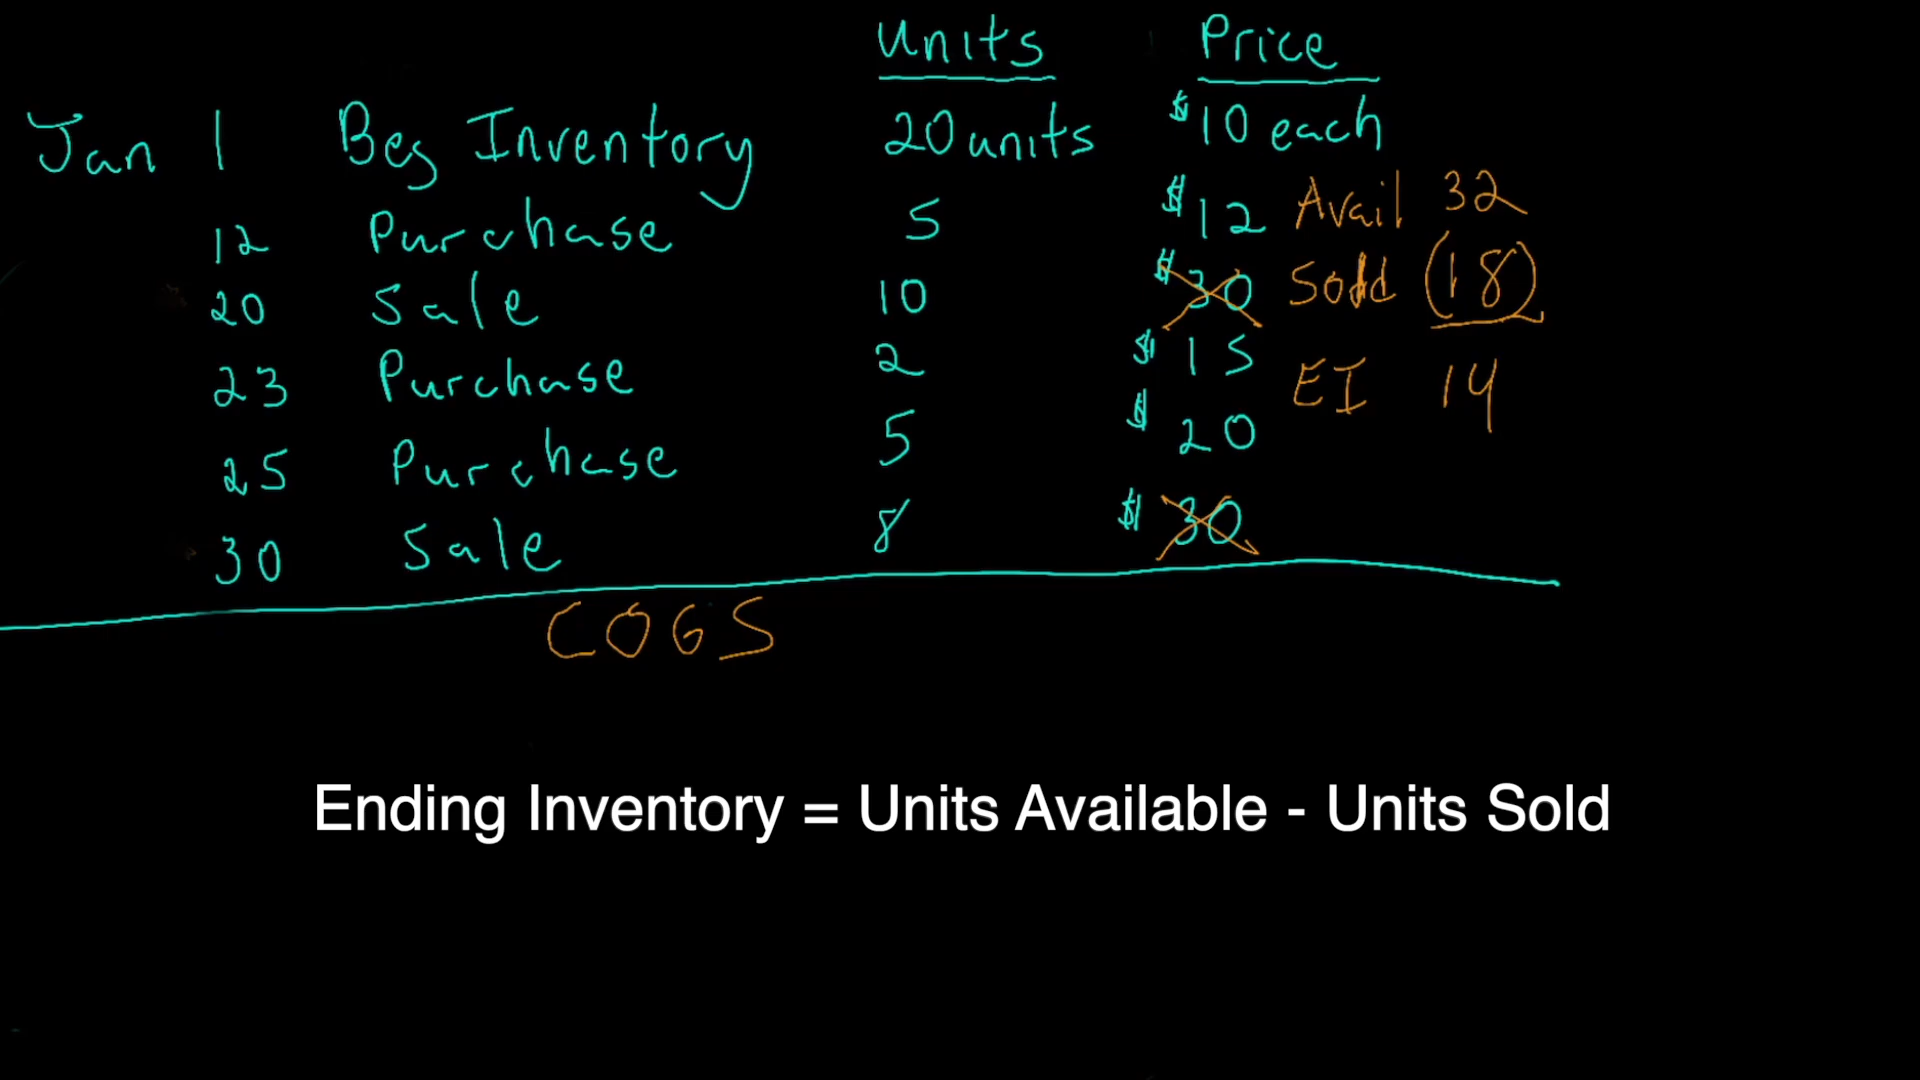 Units Price
Jan 1 Beg Inventory 20 units $10 each
12 Purchase 5 $12 Avail 32
20 Sale 10 $30 Sold (18)
23 Purchase 2 $15 EI 14
25 Purchase 5 $20
30 Sale 8 $30
COGS
Ending Inventory = Units Available - Units Sold